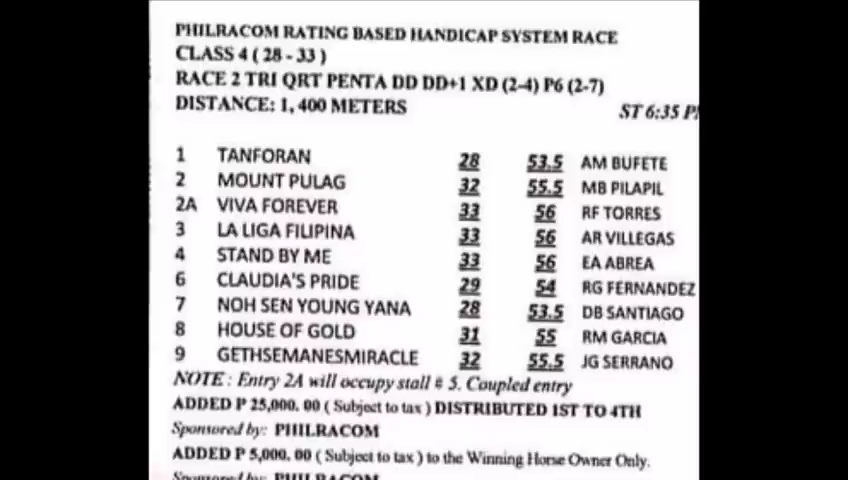 PHILRACOM RATING BASED HANDICAP SYSTEM RACE
CLASS 4 ( 28 - 33 )
RACE 2 TRI QRT PENTA DD DD+1 XD (2-4) P6 (2-7)
DISTANCE: 1, 400 METERS
ST 6:35
1 TANFORAN 28 53.5 AM BUFETE
2 MOUNT PULAG 32 55.5 MB PILAPIL
2A VIVA FOREVER 33 56 RF TORRES
3 LA LIGA FILIPINA 33 56 AR VILLEGAS
4 STAND BY ME 33 56 EA ABREA
6 CLAUDIA'S PRIDE 29 54 RG FERNANDEZ
7 NOH SEN YOUNG YANA 28 53.5 DB SANTIAGO
8 HOUSE OF GOLD 31 55 RM GARCIA
9 GETHSEMANESMIRACLE 32 55.5 JG SERRANO
NOTE : Entry 2A will occupy stall # 5. Coupled entry
ADDED P 25,000. 00 ( Subject to tax ) DISTRIBUTED 1ST TO 4TH
Sponsored by: PHILRACOM
ADDED P 5,000. 00 ( Subject to tax ) to the Winning Horse Owner Only.
Sponsored by: PHILRACOM